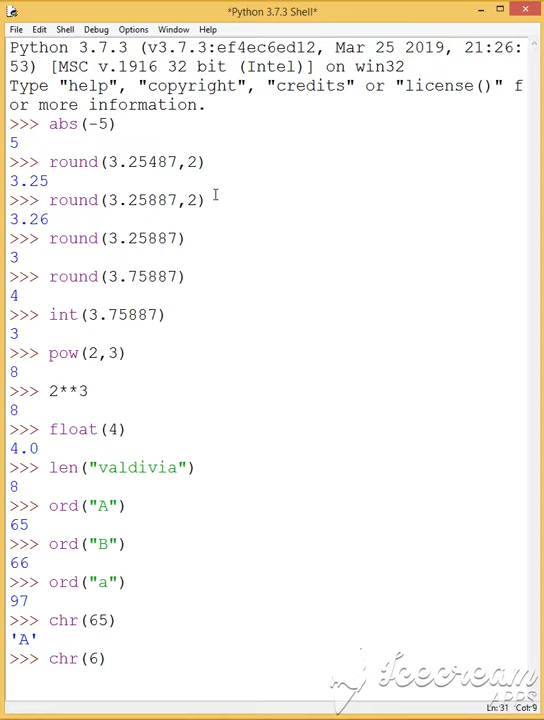 *Python 3.7.3 Shell*
File Edit Shell Debug Options Window Help
Python 3.7.3 (v3.7.3:ef4ec6ed12, Mar 25 2019, 21:26:
53) [MSC v.1916 32 bit (Intel)] on win32
Type "help", "copyright", "credits" or "license()" f
or more information.
>>> abs(-5)
5
>>> round(3.25487,2)
3.25
>>> round(3.25887,2)
3.26
>>> round(3.25887)
3
>>> round(3.75887)
4
>>> int(3.75887)
3
>>> pow(2,3)
8
>>> 2**3
8
>>> float(4)
4.0
>>> len("valdivia")
8
>>> ord("A")
65
>>> ord("B")
66
>>> ord("a")
97
>>> chr(65)
'A'
>>> chr(6)
Icecream
APPS
Ln: 31 Col: 9